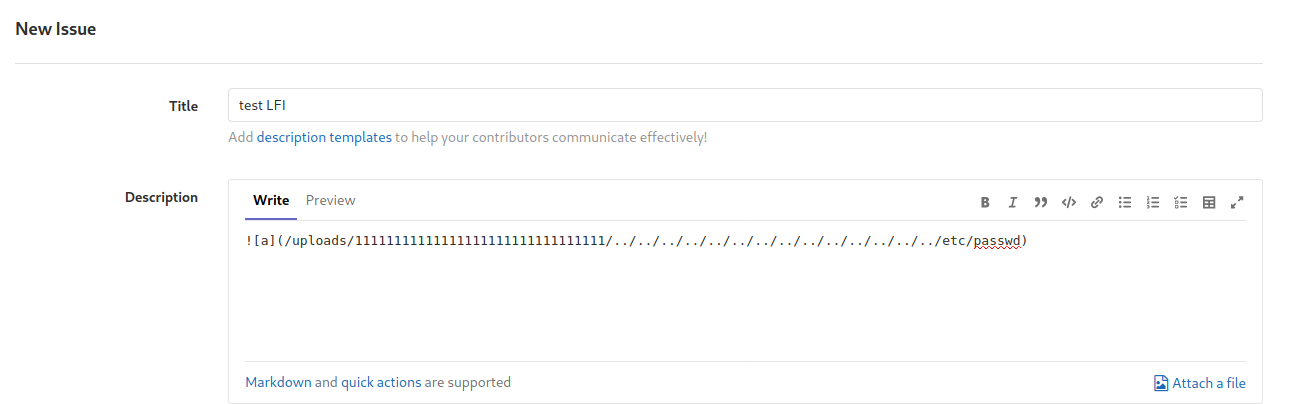 New Issue
Title
test LFI
Add description templates to help your contributors communicate effectively!
Description
Write Preview
![a](/uploads/11111111111111111111111111111111/../../../../../../../../../../../../../../etc/passwd)
Markdown and quick actions are supported
Attach a file